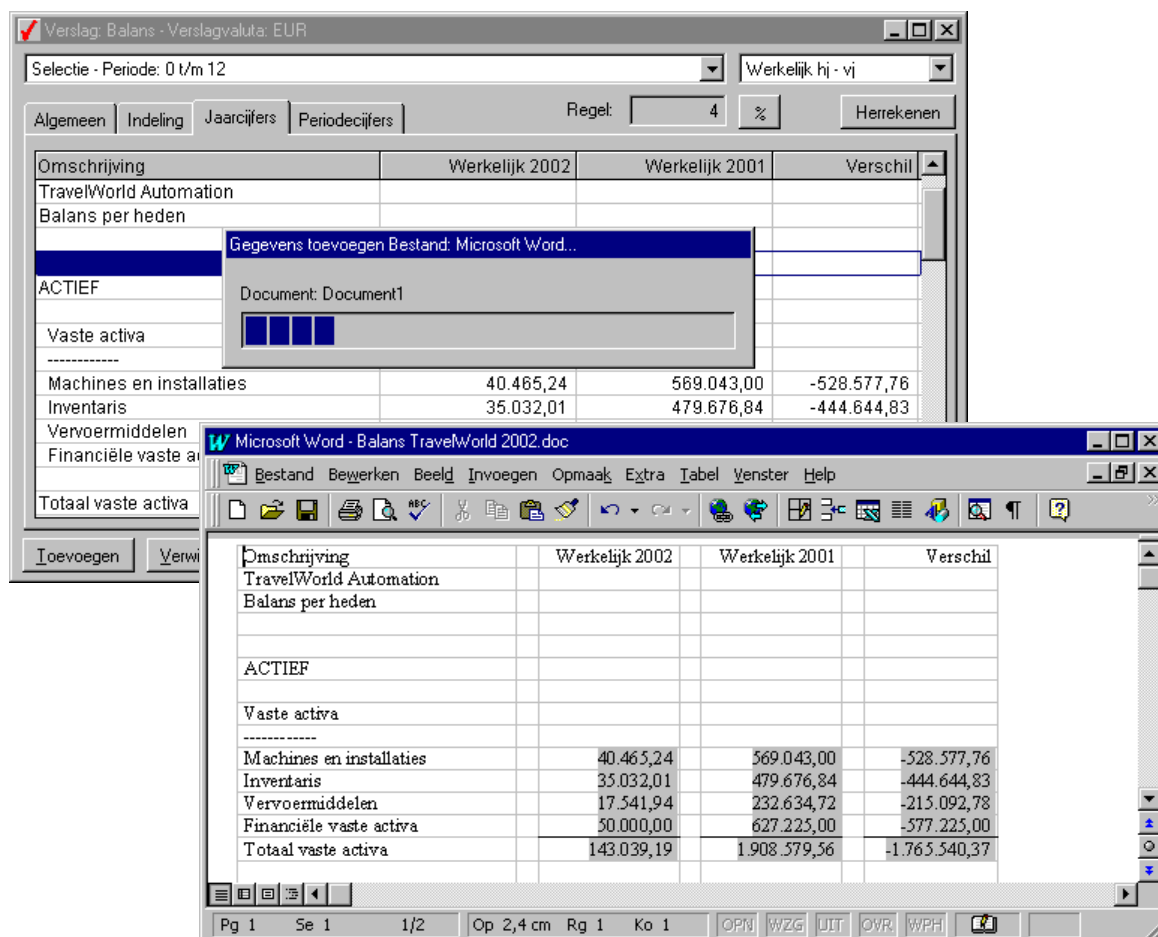 Verslag: Balans - Verslagvaluta: EUR
Selectie - Periode: 0 t/m 12 Werkelijk hj - vj
Algemeen Indeling Jaarcijfers Periodecijfers Regel: 4 % Herrekenen
Omschrijving Werkelijk 2002 Werkelijk 2001 Verschil
TravelWorld Automation
Balans per heden
Gegevens toevoegen Bestand: Microsoft Word...
ACTIEF
Document: Document1
Vaste activa
------------
Machines en installaties 40.465,24 569.043,00 -528.577,76
Inventaris 35.032,01 479.676,84 -444.644,83
Vervoermiddelen
Financiële vaste
Totaal vaste activa
Toevoegen
Microsoft Word - Balans TravelWorld 2002.doc
Bestand Bewerken Beeld Invoegen Opmaak Extra Tabel Venster Help
Omschrijving Werkelijk 2002 Werkelijk 2001 Verschil
TravelWorld Automation
Balans per heden
ACTIEF
Vaste activa
------------
Machines en installaties 40.465,24 569.043,00 -528.577,76
Inventaris 35.032,01 479.676,84 -444.644,83
Vervoermiddelen 17.541,94 232.634,72 -215.092,78
Financiële vaste activa 50.000,00 627.225,00 -577.225,00
Totaal vaste activa 143.039,19 1.908.579,56 -1.765.540,37
Pg 1 Se 1 1/2 Op 2,4 cm Rg 1 Ko 1 OPN WZG UIT OVR WPH